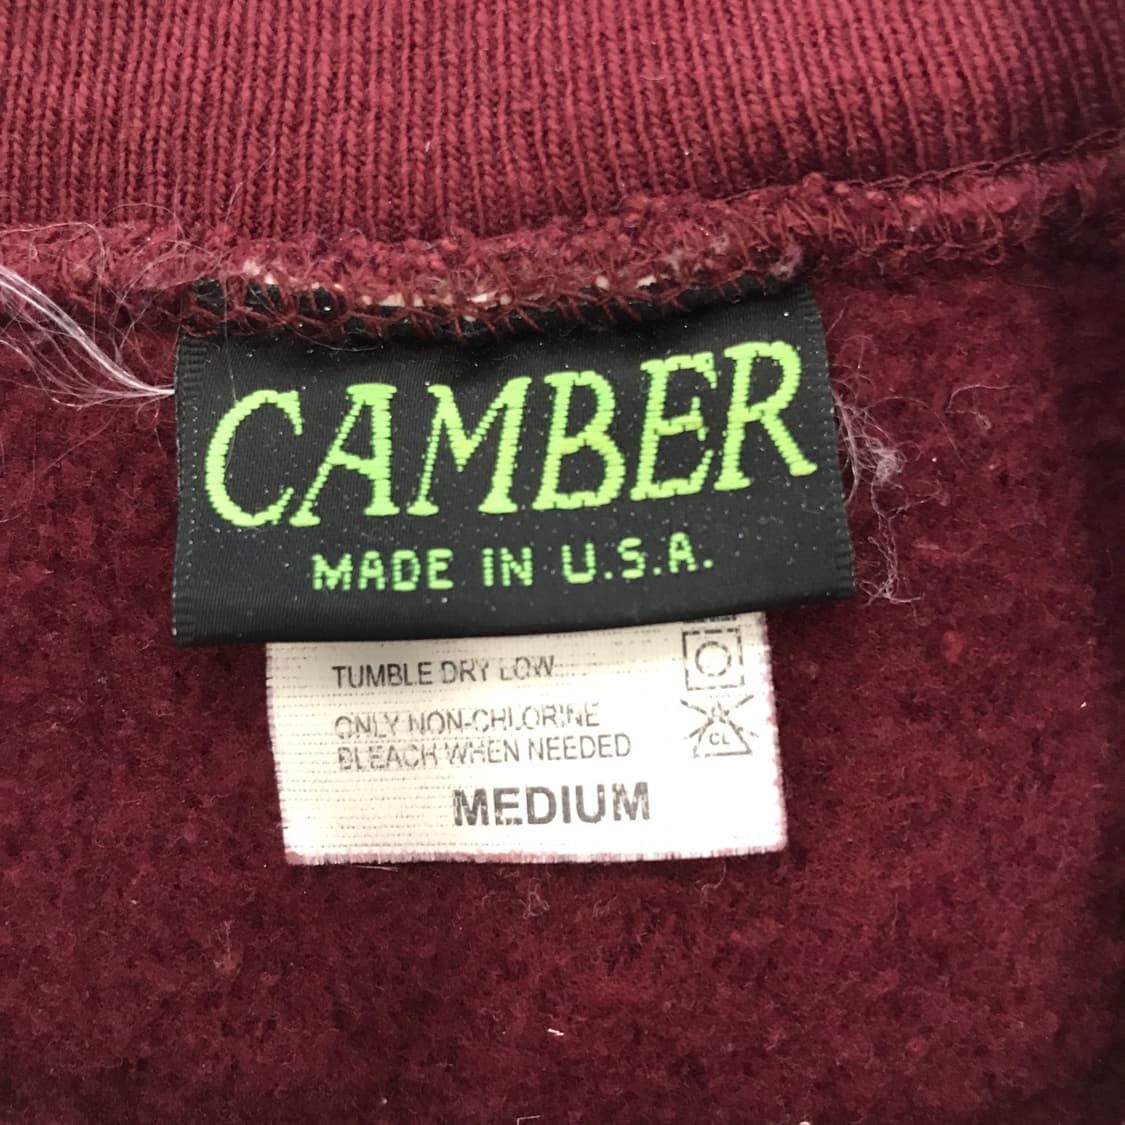 CAMBER
MADE IN U.S.A.
TUMBLE DRY LOW
ONLY NON-CHLORINE
BLEACH WHEN NEEDED
CL
MEDIUM